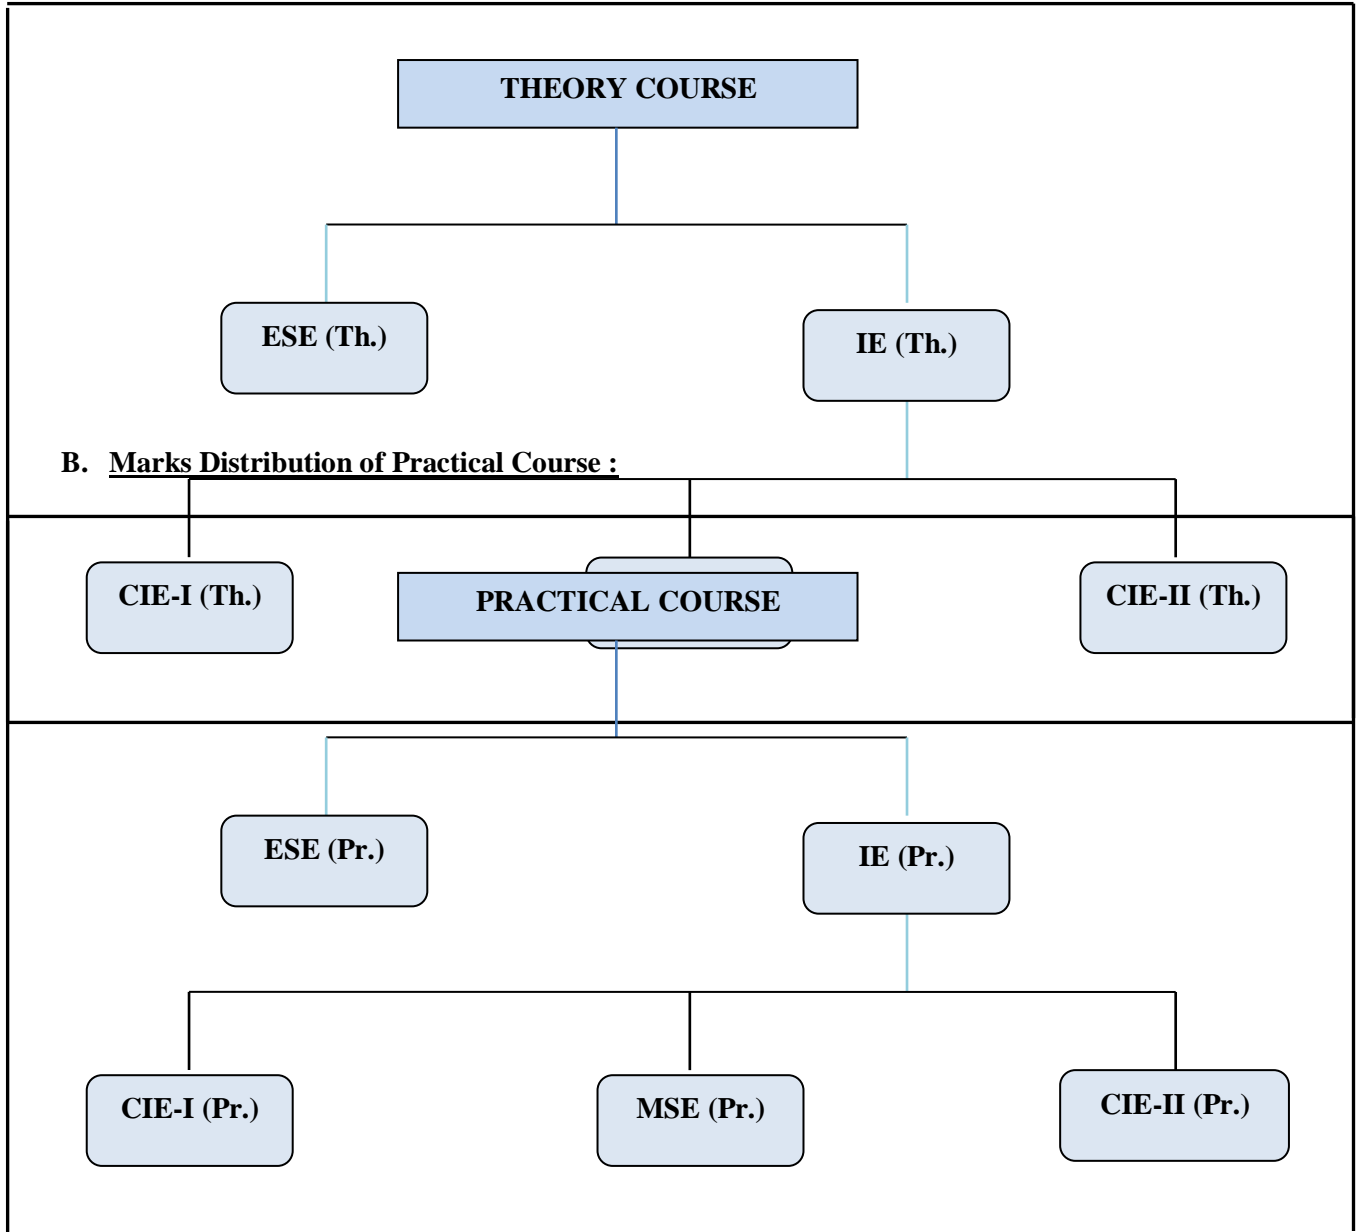 THEORY COURSE
ESE (Th.)
IE (Th.)
B. Marks Distribution of Practical Course :
CIE-I (Th.)
PRACTICAL COURSE
CIE-II (Th.)
ESE (Pr.)
IE (Pr.)
CIE-I (Pr.)
MSE (Pr.)
CIE-II (Pr.)